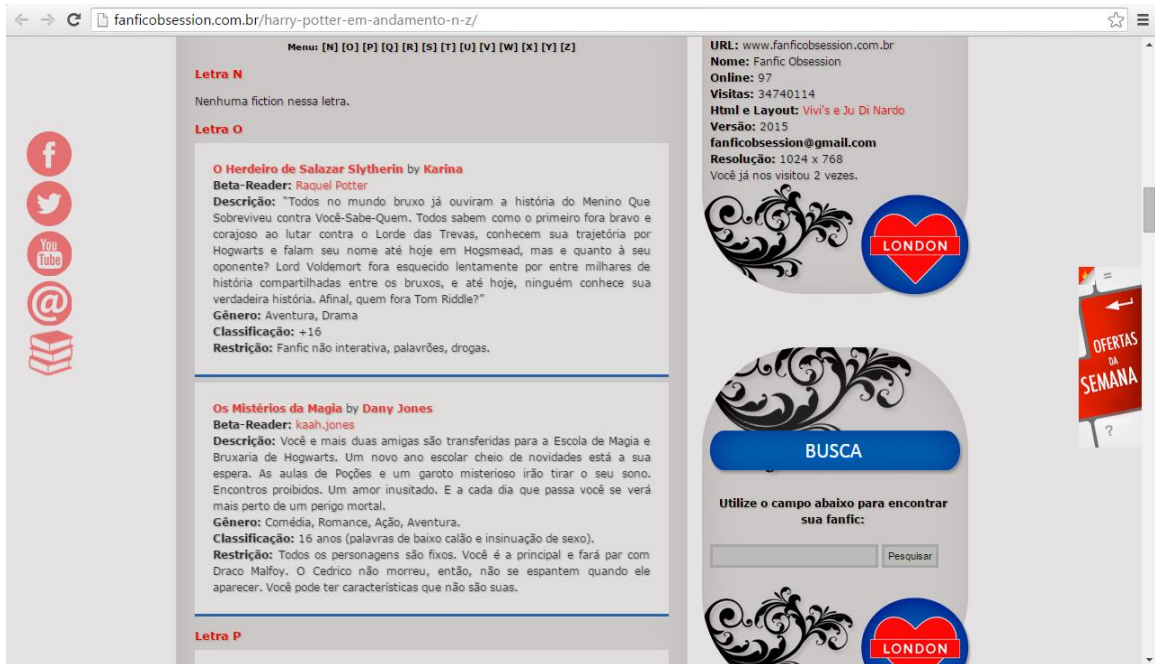 fanficobsession.com.br/harry-potter-em-andamento-n-z/
Menu: [N] [O] [P] [Q] [R] [S] [T] [U] [V] [W] [X] [Y] [Z]
Letra N
Nenhuma fiction nessa letra.
Letra O
O Herdeiro de Salazar Slytherin by Karina
Beta-Reader: Raquel Potter
Descrição: “Todos no mundo bruxo já ouviram a história do Menino Que
Sobreviveu contra Você-Sabe-Quem. Todos sabem como o primeiro fora bravo e
corajoso ao lutar contra o Lorde das Trevas, conhecem sua trajetória por
Hogwarts e falam seu nome até hoje em Hogsmead, mas e quanto à seu
oponente? Lord Voldemort fora esquecido lentamente por entre milhares de
história compartilhadas entre os bruxos, e até hoje, ninguém conhece sua
verdadeira história. Afinal, quem fora Tom Riddle?”
Gênero: Aventura, Drama
Classificação: +16
Restrição: Fanfic não interativa, palavrões, drogas.
Os Mistérios da Magia by Dany Jones
Beta-Reader: kaah.jones
Descrição: Você e mais duas amigas são transferidas para a Escola de Magia e
Bruxaria de Hogwarts. Um novo ano escolar cheio de novidades está a sua
espera. As aulas de Poções e um garoto misterioso irão tirar o seu sono.
Encontros proibidos. Um amor inusitado. E a cada dia que passa você se verá
mais perto de um perigo mortal.
Gênero: Comédia, Romance, Ação, Aventura.
Classificação: 16 anos (palavras de baixo calão e insinuação de sexo).
Restrição: Todos os personagens são fixos. Você é a principal e fará par com
Draco Malfoy. O Cedrico não morreu, então, não se espantem quando ele
aparecer. Você pode ter características que não são suas.
Letra P
URL: www.fanficobsession.com.br
Nome: Fanfic Obsession
Online: 97
Visitas: 34740114
Html e Layout: Vivi's e Ju Di Nardo
Versão: 2015
fanficobsession@gmail.com
Resolução: 1024 x 768
Você já nos visitou 2 vezes.
LONDON
BUSCA
Utilize o campo abaixo para encontrar
sua fanfic:
Pesquisar
LONDON
You
Tube
@
=
OFERTAS
DA
SEMANA
?